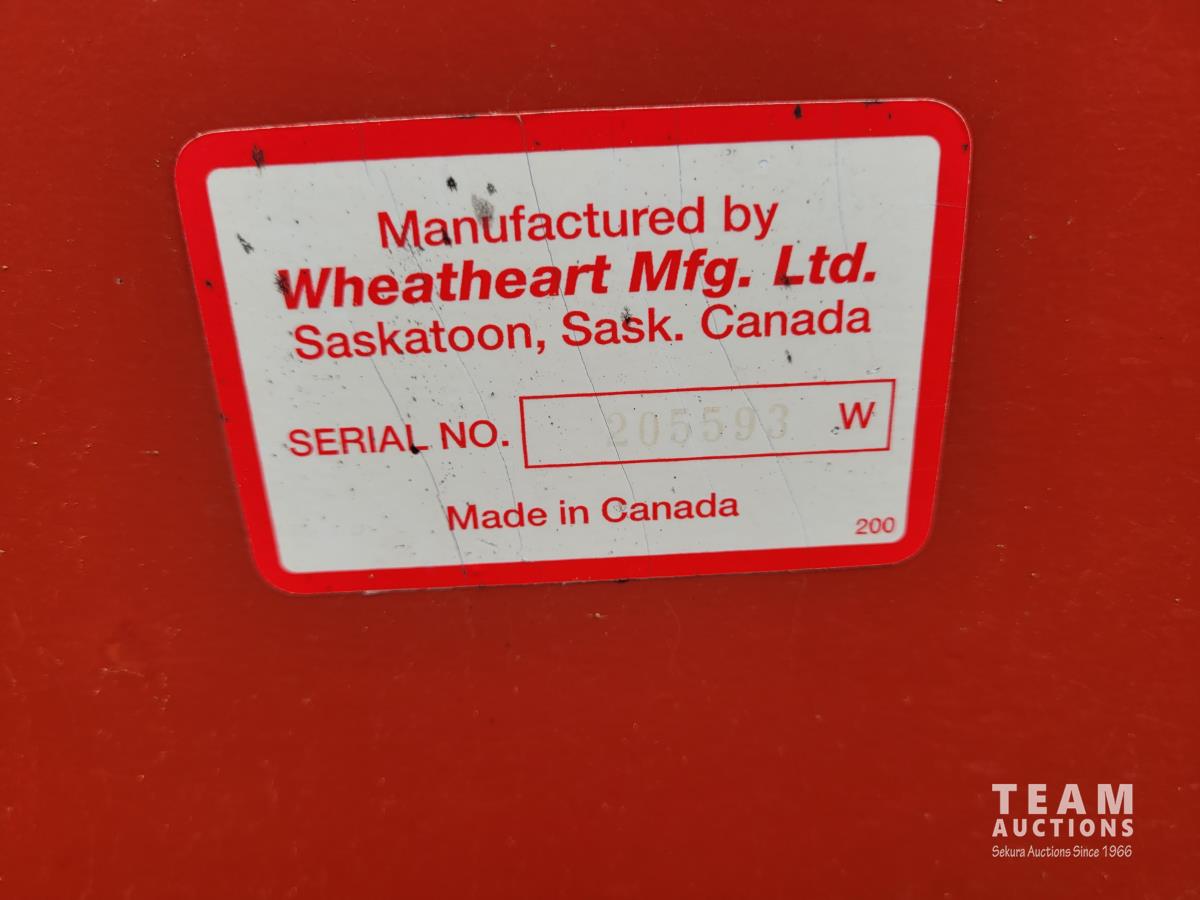 Manufactured by
Wheatheart Mfg. Ltd.
Saskatoon, Sask. Canada
SERIAL NO. 205593 W
Made in Canada
200
TEAM
AUCTIONS
Sekura Auctions Since 1966